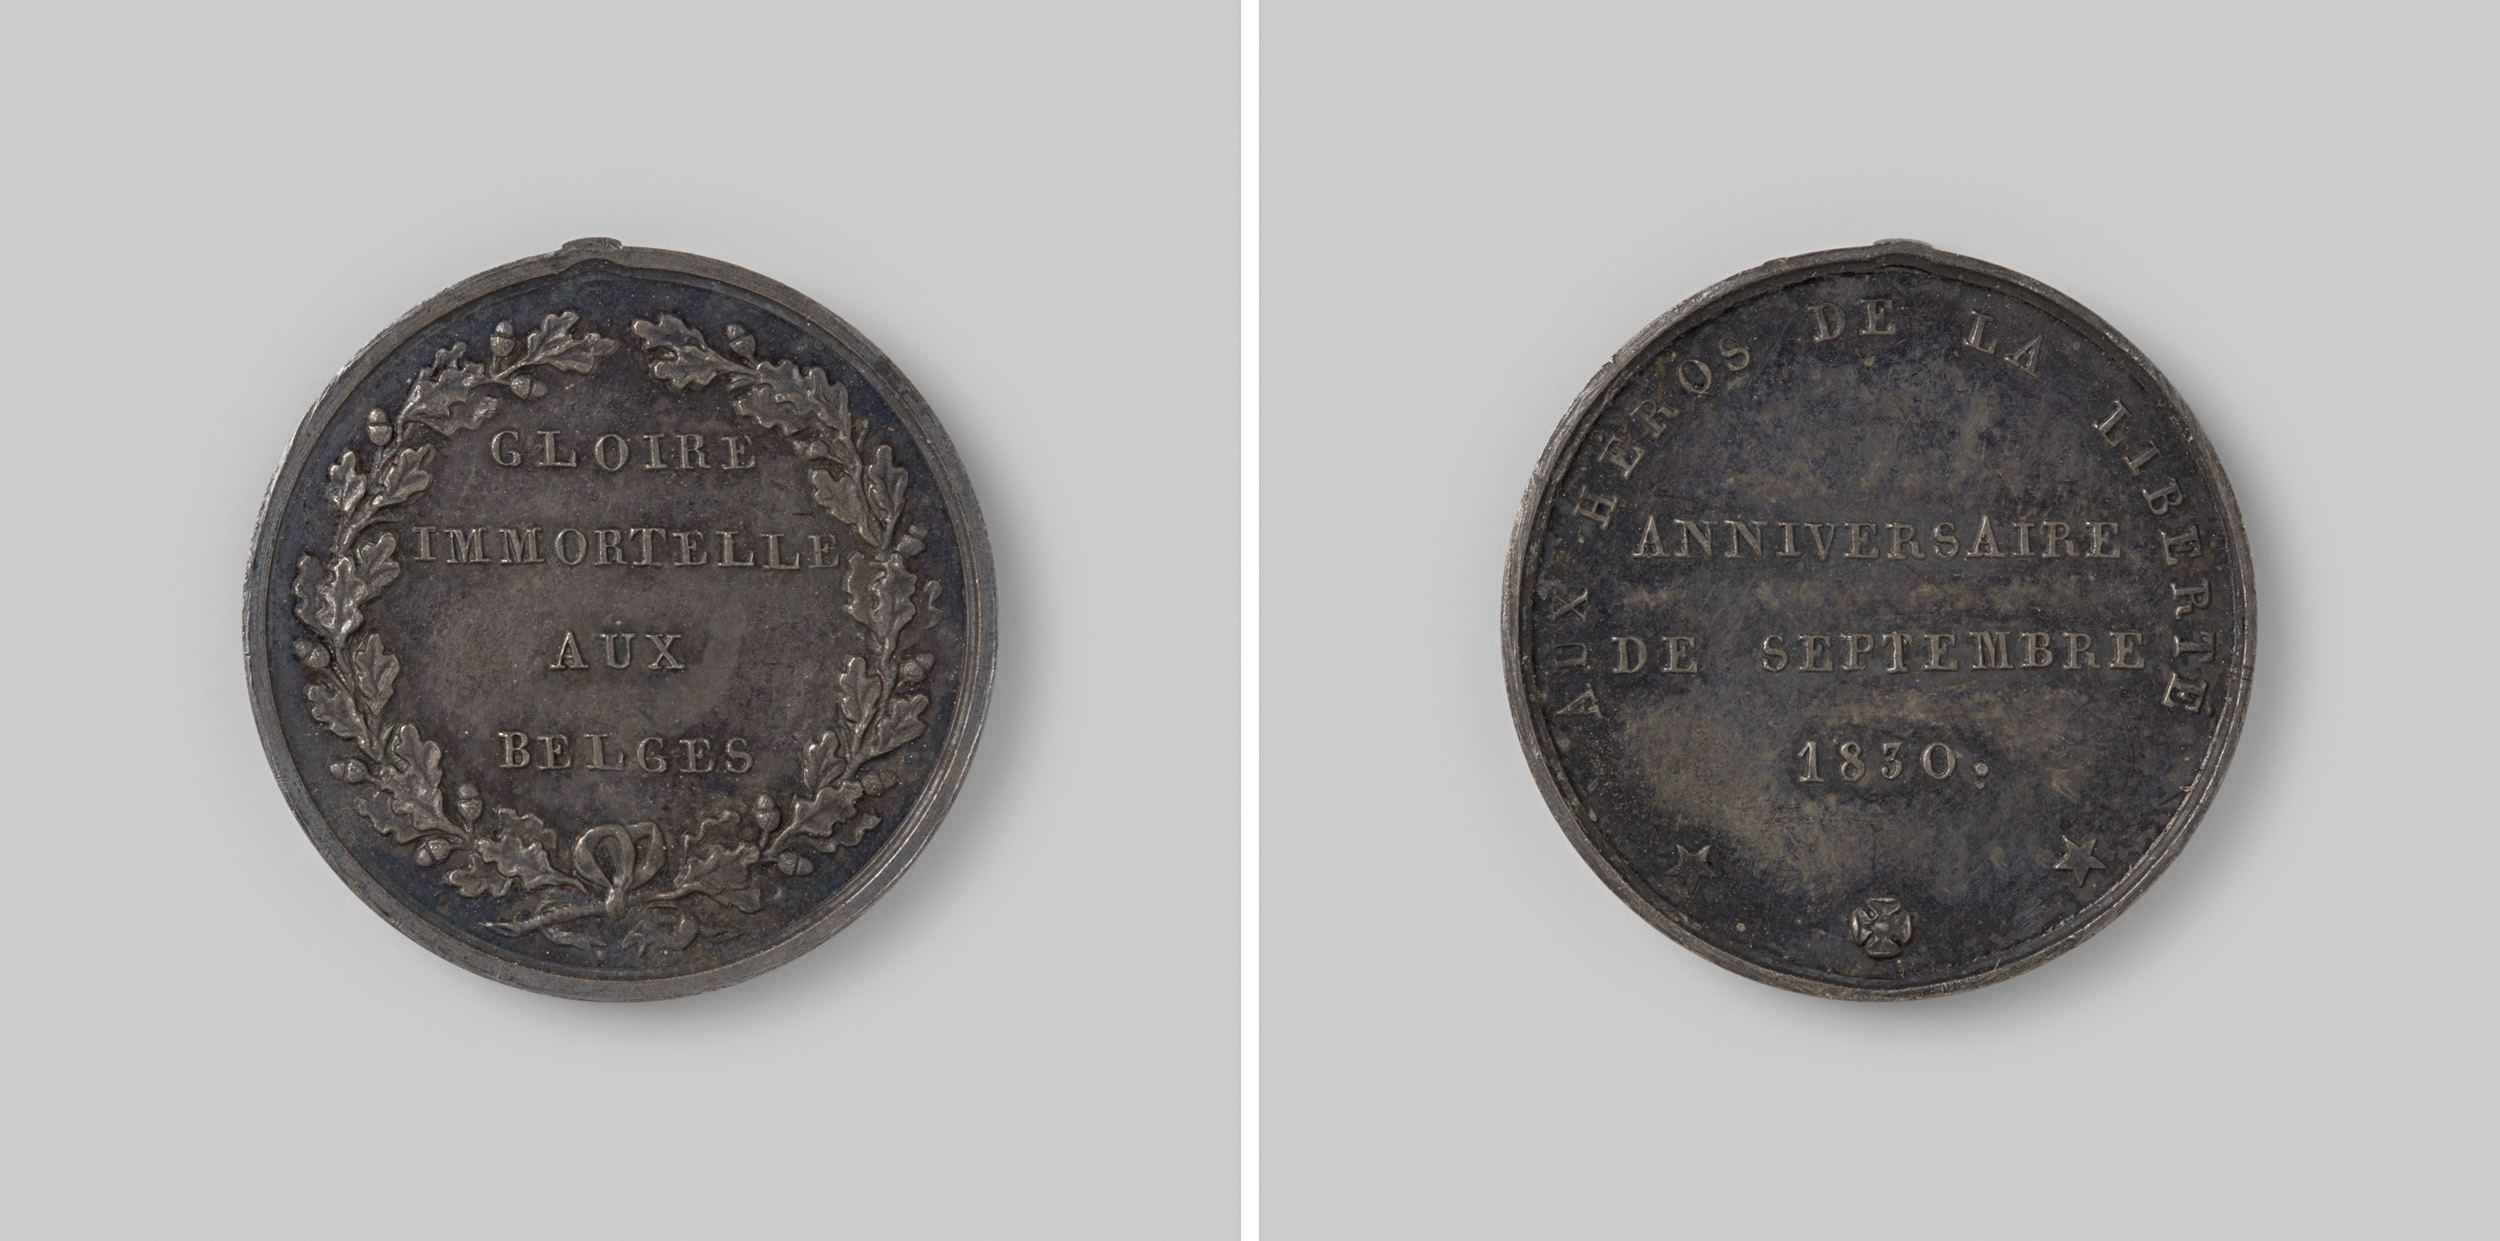 GLOIRE
IMMORTELLE
AUX
BELGES
AUX HÉROS DE LA LIBERTÉ
ANNIVERSAIRE
DE SEPTEMBRE
1830.